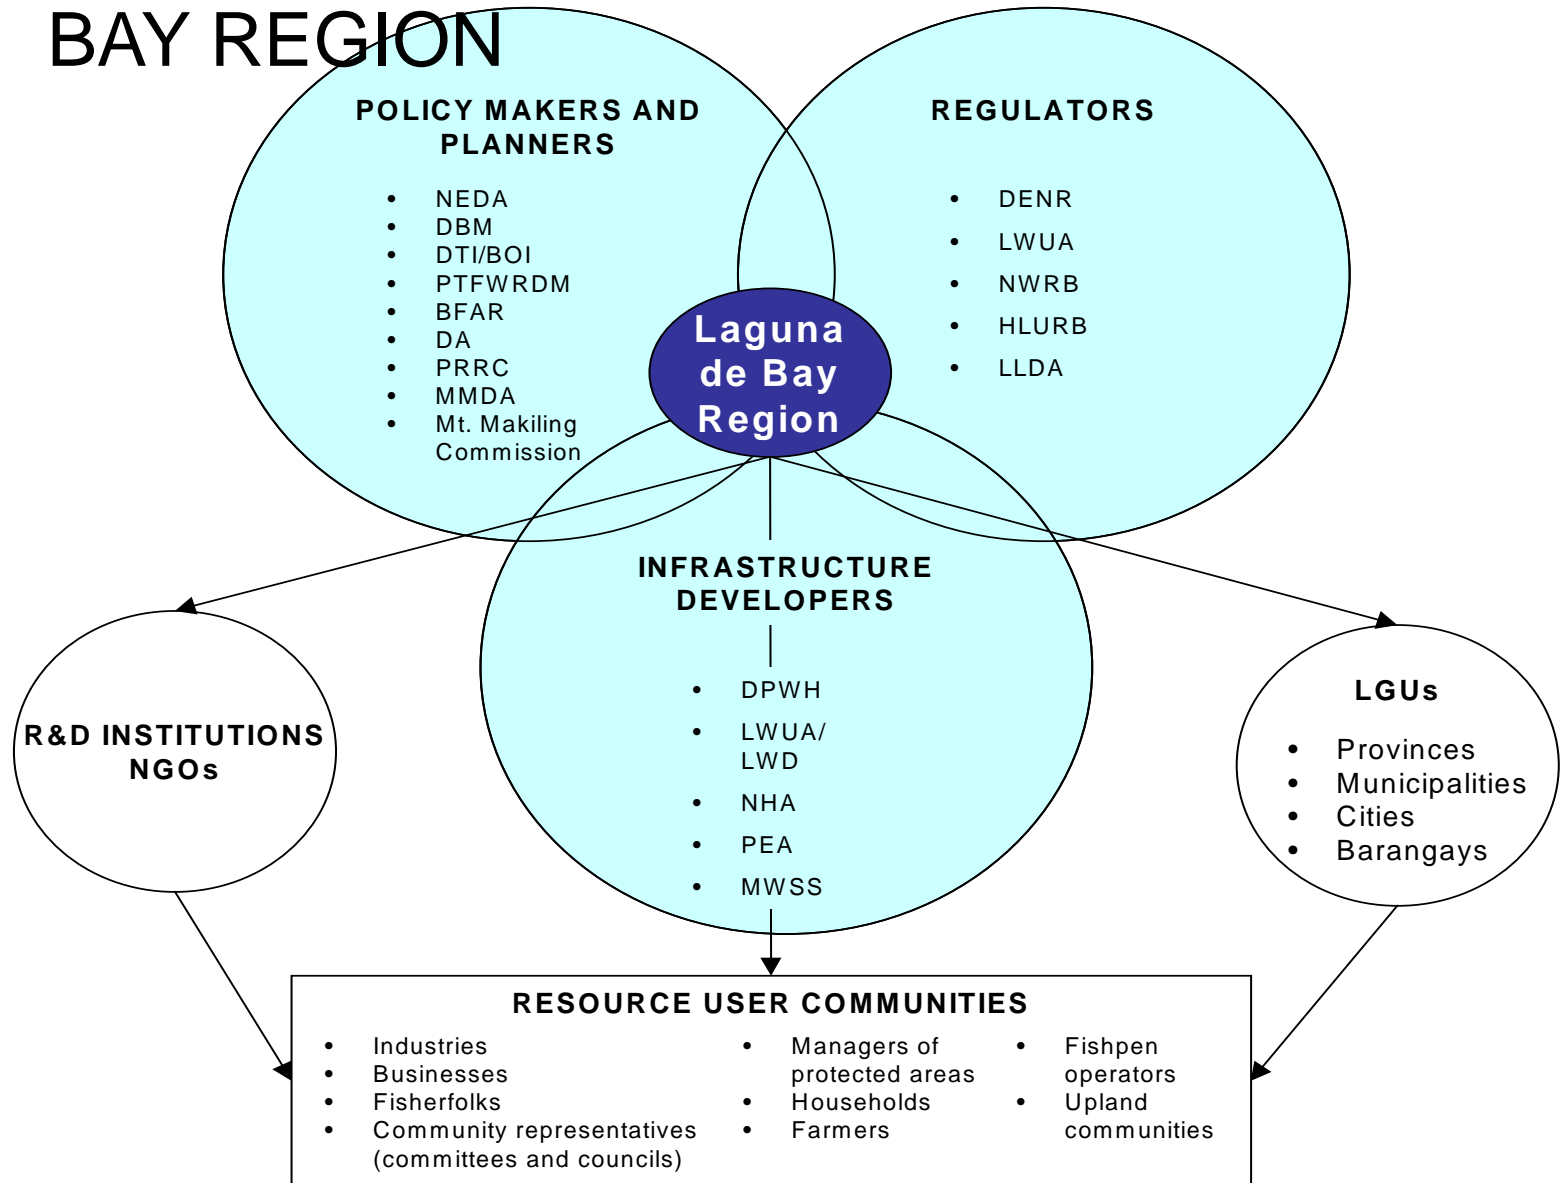 BAY REGION
POLICY MAKERS AND
PLANNERS
• NEDA
• DBM
• DTI/BOI
• PTFWRDM
• BFAR
• DA
• PRRC
• MMDA
• Mt. Makiling
Commission
REGULATORS
• DENR
• LWUA
• NWRB
• HLURB
• LLDA
Laguna
de Bay
Region
INFRASTRUCTURE
DEVELOPERS
• DPWH
• LWUA/
LWD
• NHA
• PEA
• MWSS
R&D INSTITUTIONS
NGOs
LGUs
• Provinces
• Municipalities
• Cities
• Barangays
RESOURCE USER COMMUNITIES
• Industries
• Businesses
• Fisherfolks
• Community representatives
(committees and councils)
• Managers of
protected areas
• Households
• Farmers
• Fishpen
operators
• Upland
communities